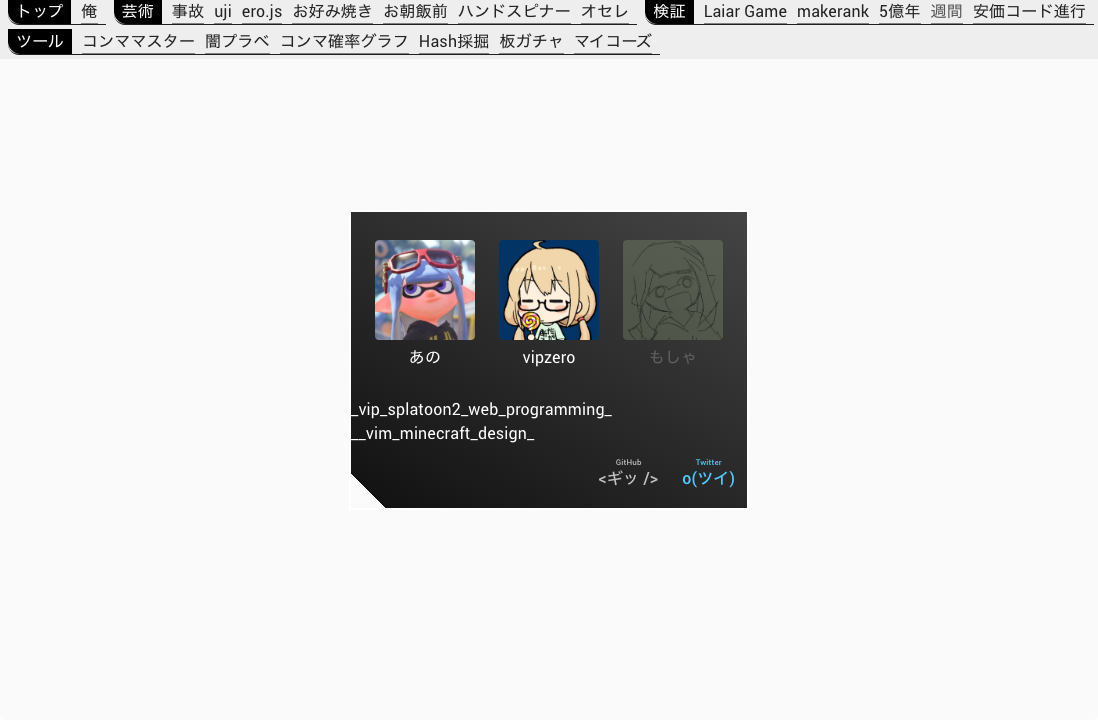 トップ 俺 芸術 事故 uji ero.js お好み焼き お朝飯前 ハンドスピナー オセレ 検証 Laiar Game makerank 5億年 週間 安価コード進行
ツール コンママスター 闇プラベ コンマ確率グラフ Hash採掘 板ガチャ マイコーズ
あの vipzero もしゃ
_vip_splatoon2_web_programming_
__vim_minecraft_design_
GitHub Twitter
<ギッ /> o(ツイ)